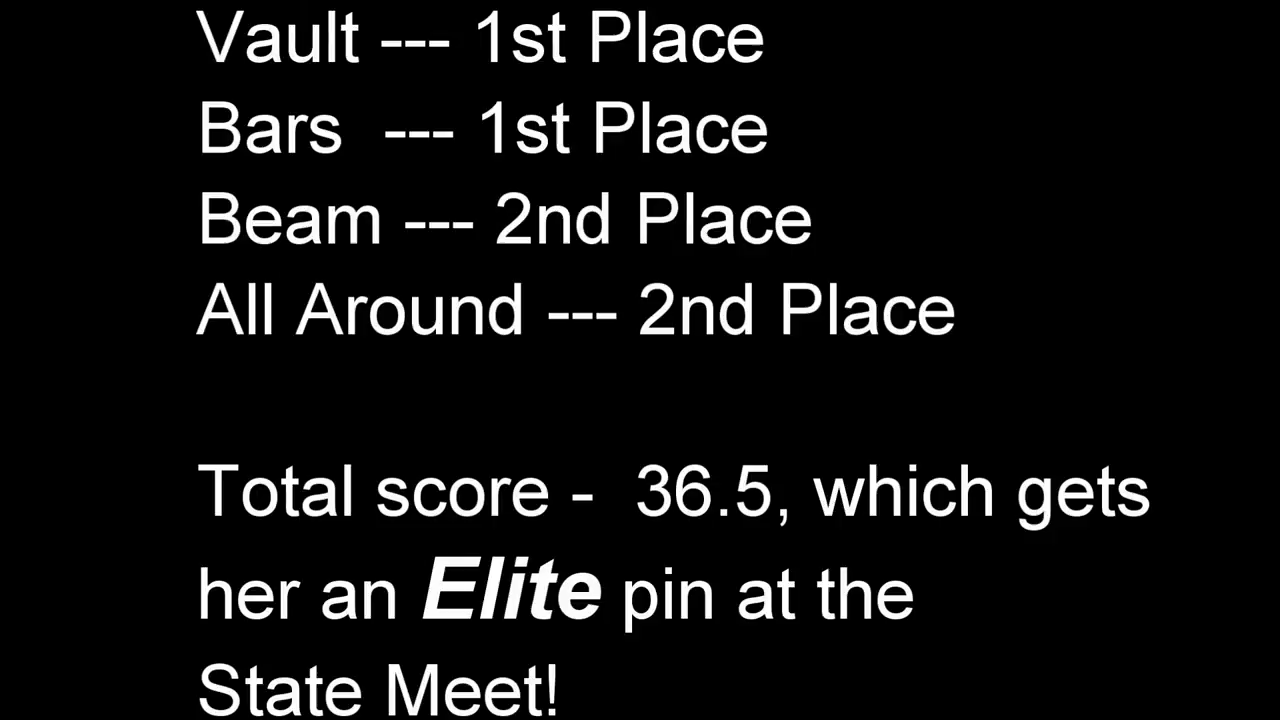 Vault --- 1st Place
Bars  --- 1st Place
Beam --- 2nd Place
All Around --- 2nd Place
Total score -  36.5, which gets
her an Elite pin at the
State Meet!